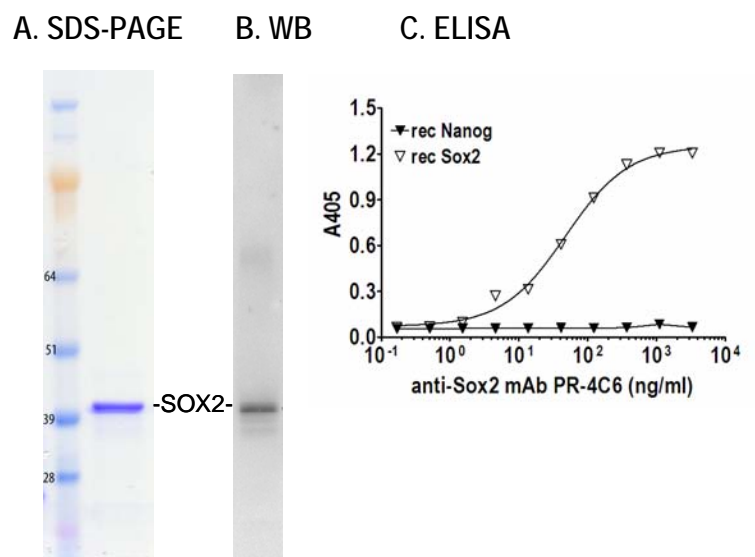 A. SDS-PAGE
B. WB
C. ELISA
64
51
39
28
-SOX2-
rec Nanog
rec Sox2
A405
1.5
1.2
0.9
0.6
0.3
0.0
10-1
100
101
102
103
104
anti-Sox2 mAb PR-4C6 (ng/ml)